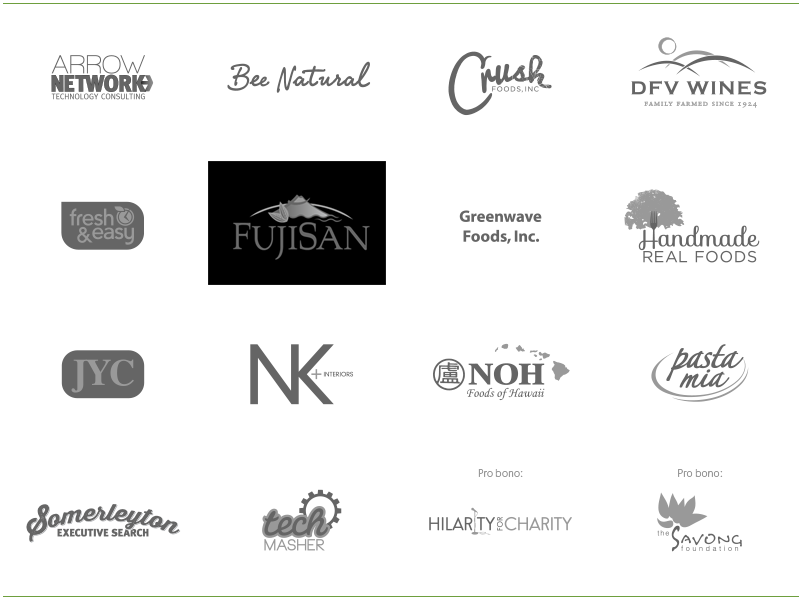 ARROW
NETWORK
TECHNOLOGY CONSULTING
Bee Natural
Crush
FOODS, INC
DFV WINES
FAMILY FARMED SINCE 1924
fresh
&easy
FUJISAN
Greenwave
Foods, Inc.
Handmade
REAL FOODS
JYC
NK
+ INTERIORS
盧 NOH
Foods of Hawaii
pasta
mia
Somerleyton
EXECUTIVE SEARCH
tech
MASHER
Pro bono:
HILARITY FOR CHARITY
Pro bono:
the SAVONG
foundation